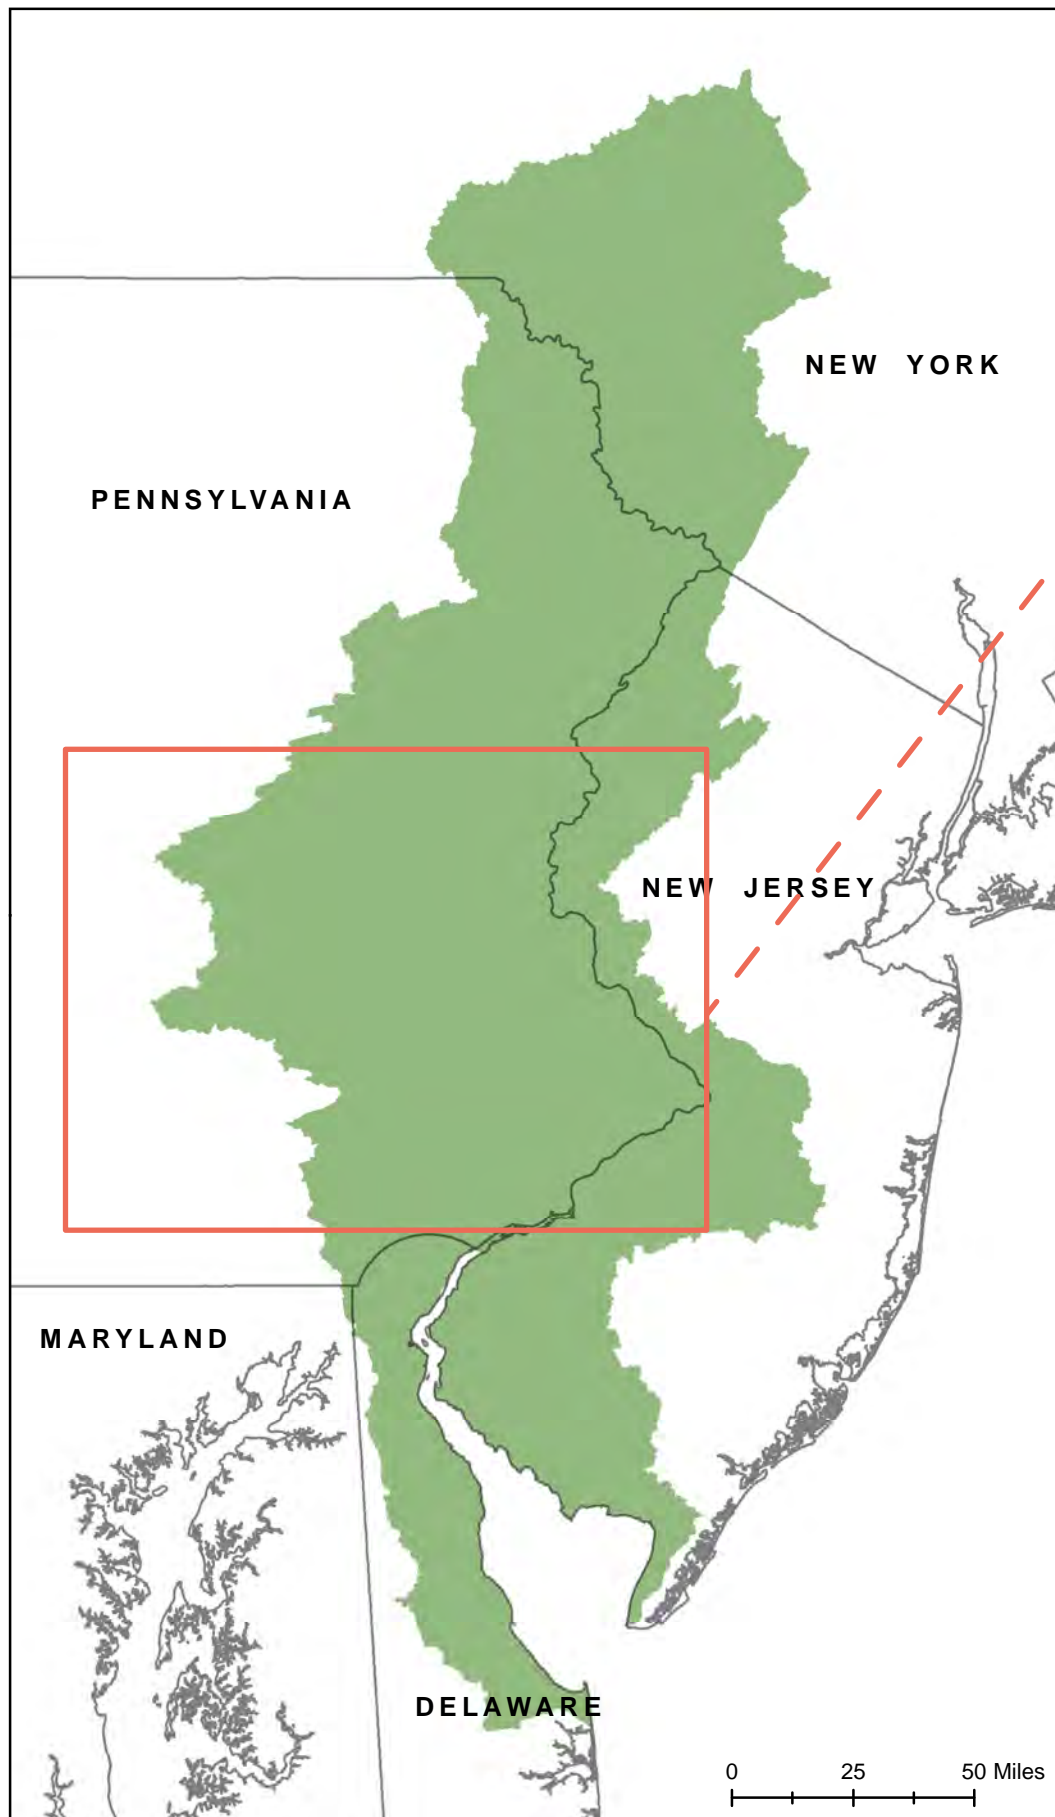 NEW YORK
PENNSYLVANIA
NEW JERSEY
MARYLAND
DELAWARE
0 25 50 Miles